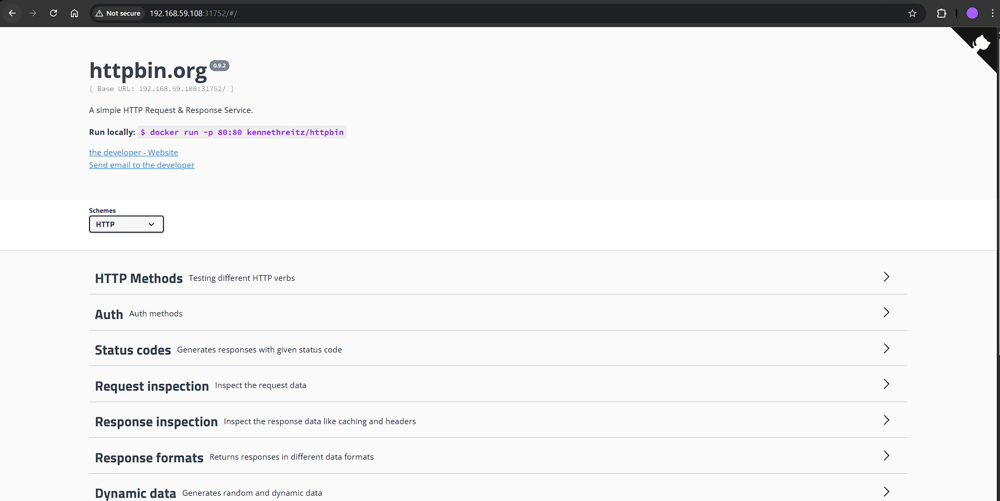 Not secure 192.168.59.108:31752/#/
httpbin.org 0.9.2
[ Base URL: 192.168.59.108:31752/ ]
A simple HTTP Request & Response Service.
Run locally: $ docker run -p 80:80 kennethreitz/httpbin
the developer - Website
Send email to the developer
Schemes
HTTP
HTTP Methods Testing different HTTP verbs
Auth Auth methods
Status codes Generates responses with given status code
Request inspection Inspect the request data
Response inspection Inspect the response data like caching and headers
Response formats Returns responses in different data formats
Dynamic data Generates random and dynamic data